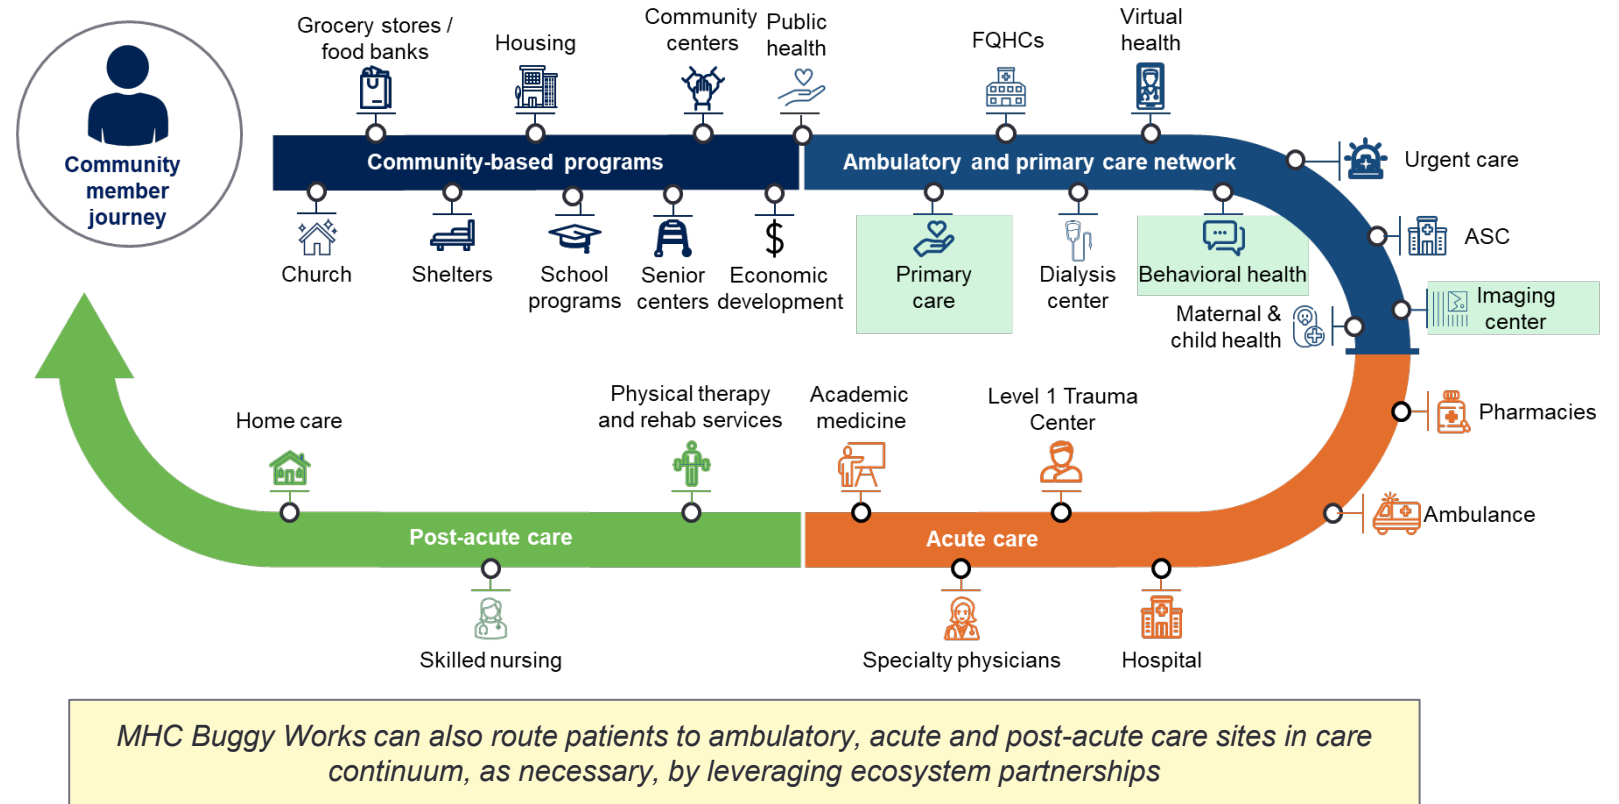 Community
member
journey
Grocery stores /
food banks
Housing
Community
centers
Public
health
FQHCs
Virtual
health
Community-based programs
Ambulatory and primary care network
Urgent care
ASC
Imaging
center
Church
Shelters
School
programs
Senior
centers
$
Economic
development
Primary
care
Dialysis
center
Behavioral health
Maternal &
child health
Pharmacies
Ambulance
Home care
Physical therapy
and rehab services
Academic
medicine
Level 1 Trauma
Center
Post-acute care
Acute care
Skilled nursing
Specialty physicians
Hospital
MHC Buggy Works can also route patients to ambulatory, acute and post-acute care sites in care
continuum, as necessary, by leveraging ecosystem partnerships